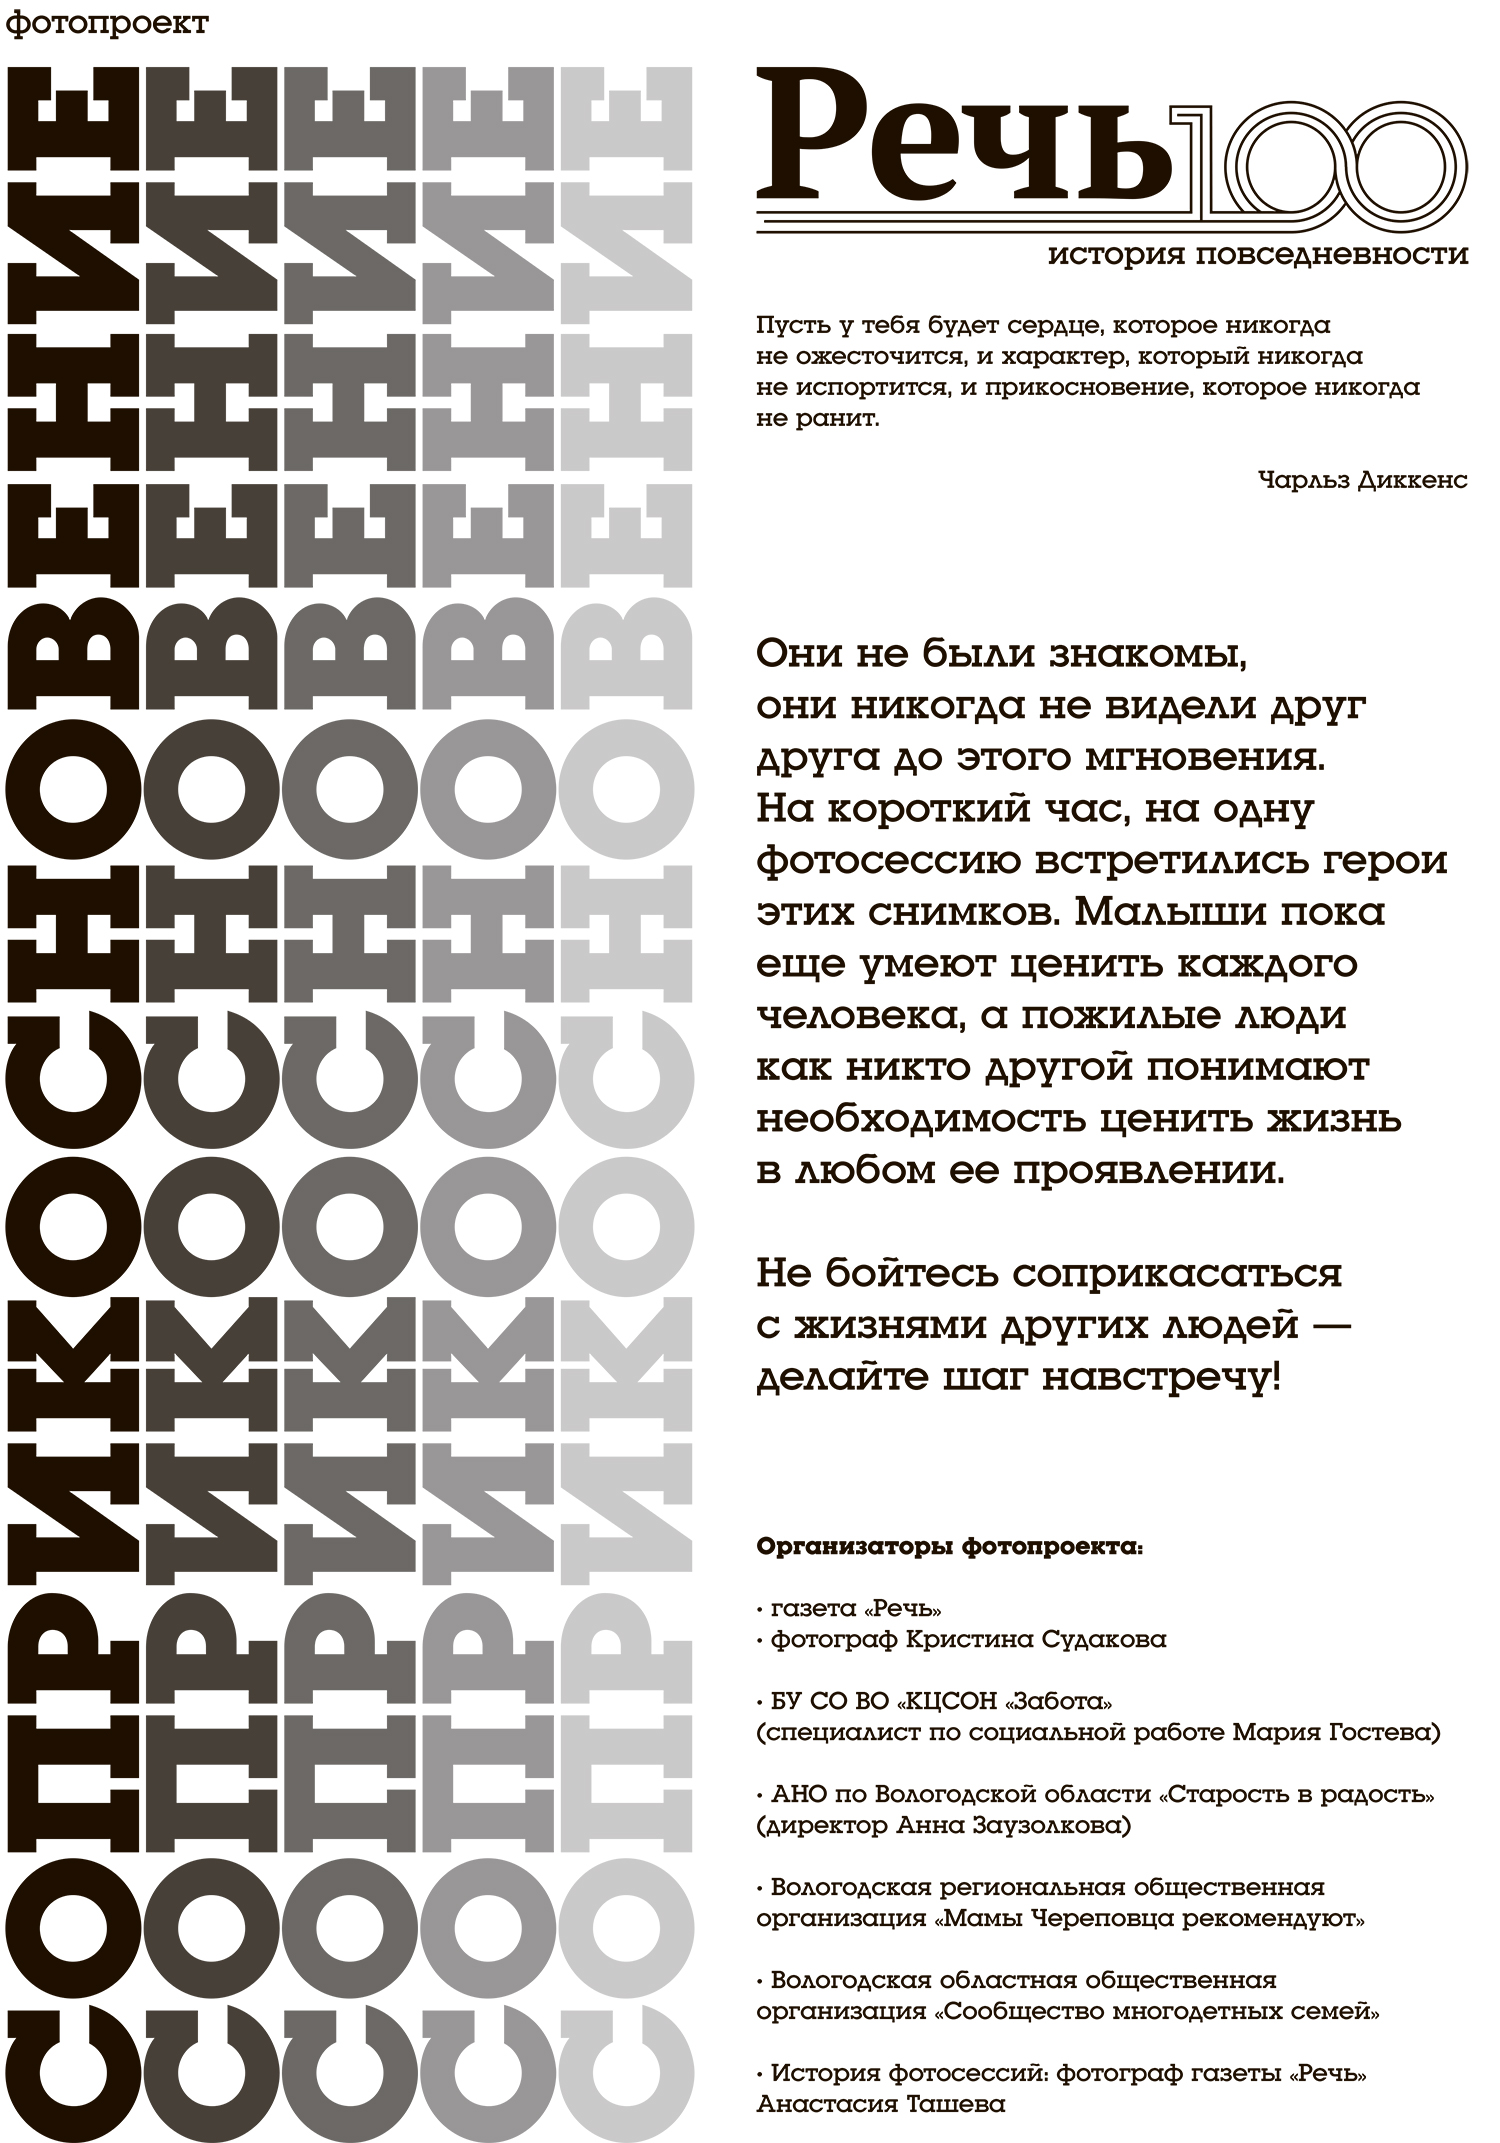 фотопроект
СОПРИКОСНОВЕНИЕ
СОПРИКОСНОВЕНИЕ
СОПРИКОСНОВЕНИЕ
СОПРИКОСНОВЕНИЕ
СОПРИКОСНОВЕНИЕ
Речь100
история повседневности
Пусть у тебя будет сердце, которое никогда
не ожесточится, и характер, который никогда
не испортится, и прикосновение, которое никогда
не ранит.
Чарльз Диккенс
Они не были знакомы,
они никогда не видели друг
друга до этого мгновения.
На короткий час, на одну
фотосессию встретились герои
этих снимков. Малыши пока
еще умеют ценить каждого
человека, а пожилые люди
как никто другой понимают
необходимость ценить жизнь
в любом ее проявлении.
Не бойтесь соприкасаться
с жизнями других людей —
делайте шаг навстречу!
Организаторы фотопроекта:
· газета «Речь»
· фотограф Кристина Судакова
· БУ СО ВО «КЦСОН «Забота»
(специалист по социальной работе Мария Гостева)
· АНО по Вологодской области «Старость в радость»
(директор Анна Заузолкова)
· Вологодская региональная общественная
организация «Мамы Череповца рекомендуют»
· Вологодская областная общественная
организация «Сообщество многодетных семей»
· История фотосессий: фотограф газеты «Речь»
Анастасия Ташева